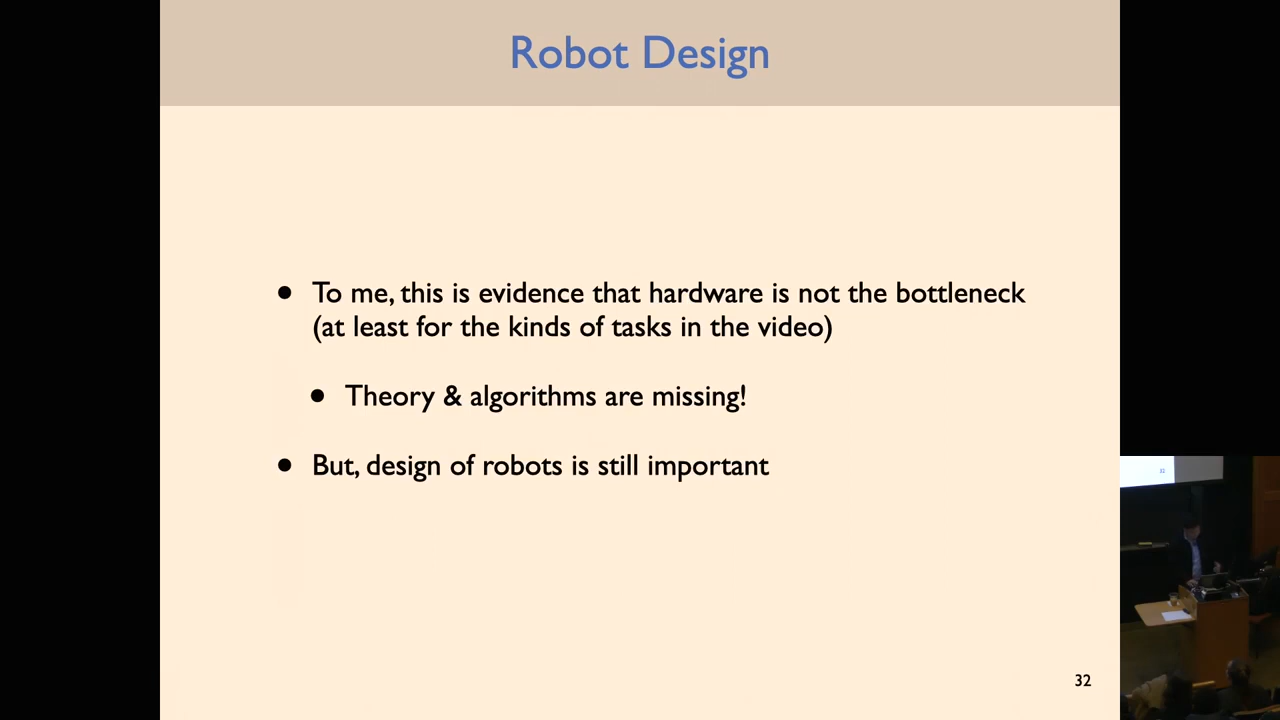 Robot Design
• To me, this is evidence that hardware is not the bottleneck
(at least for the kinds of tasks in the video)
• Theory & algorithms are missing!
• But, design of robots is still important
32